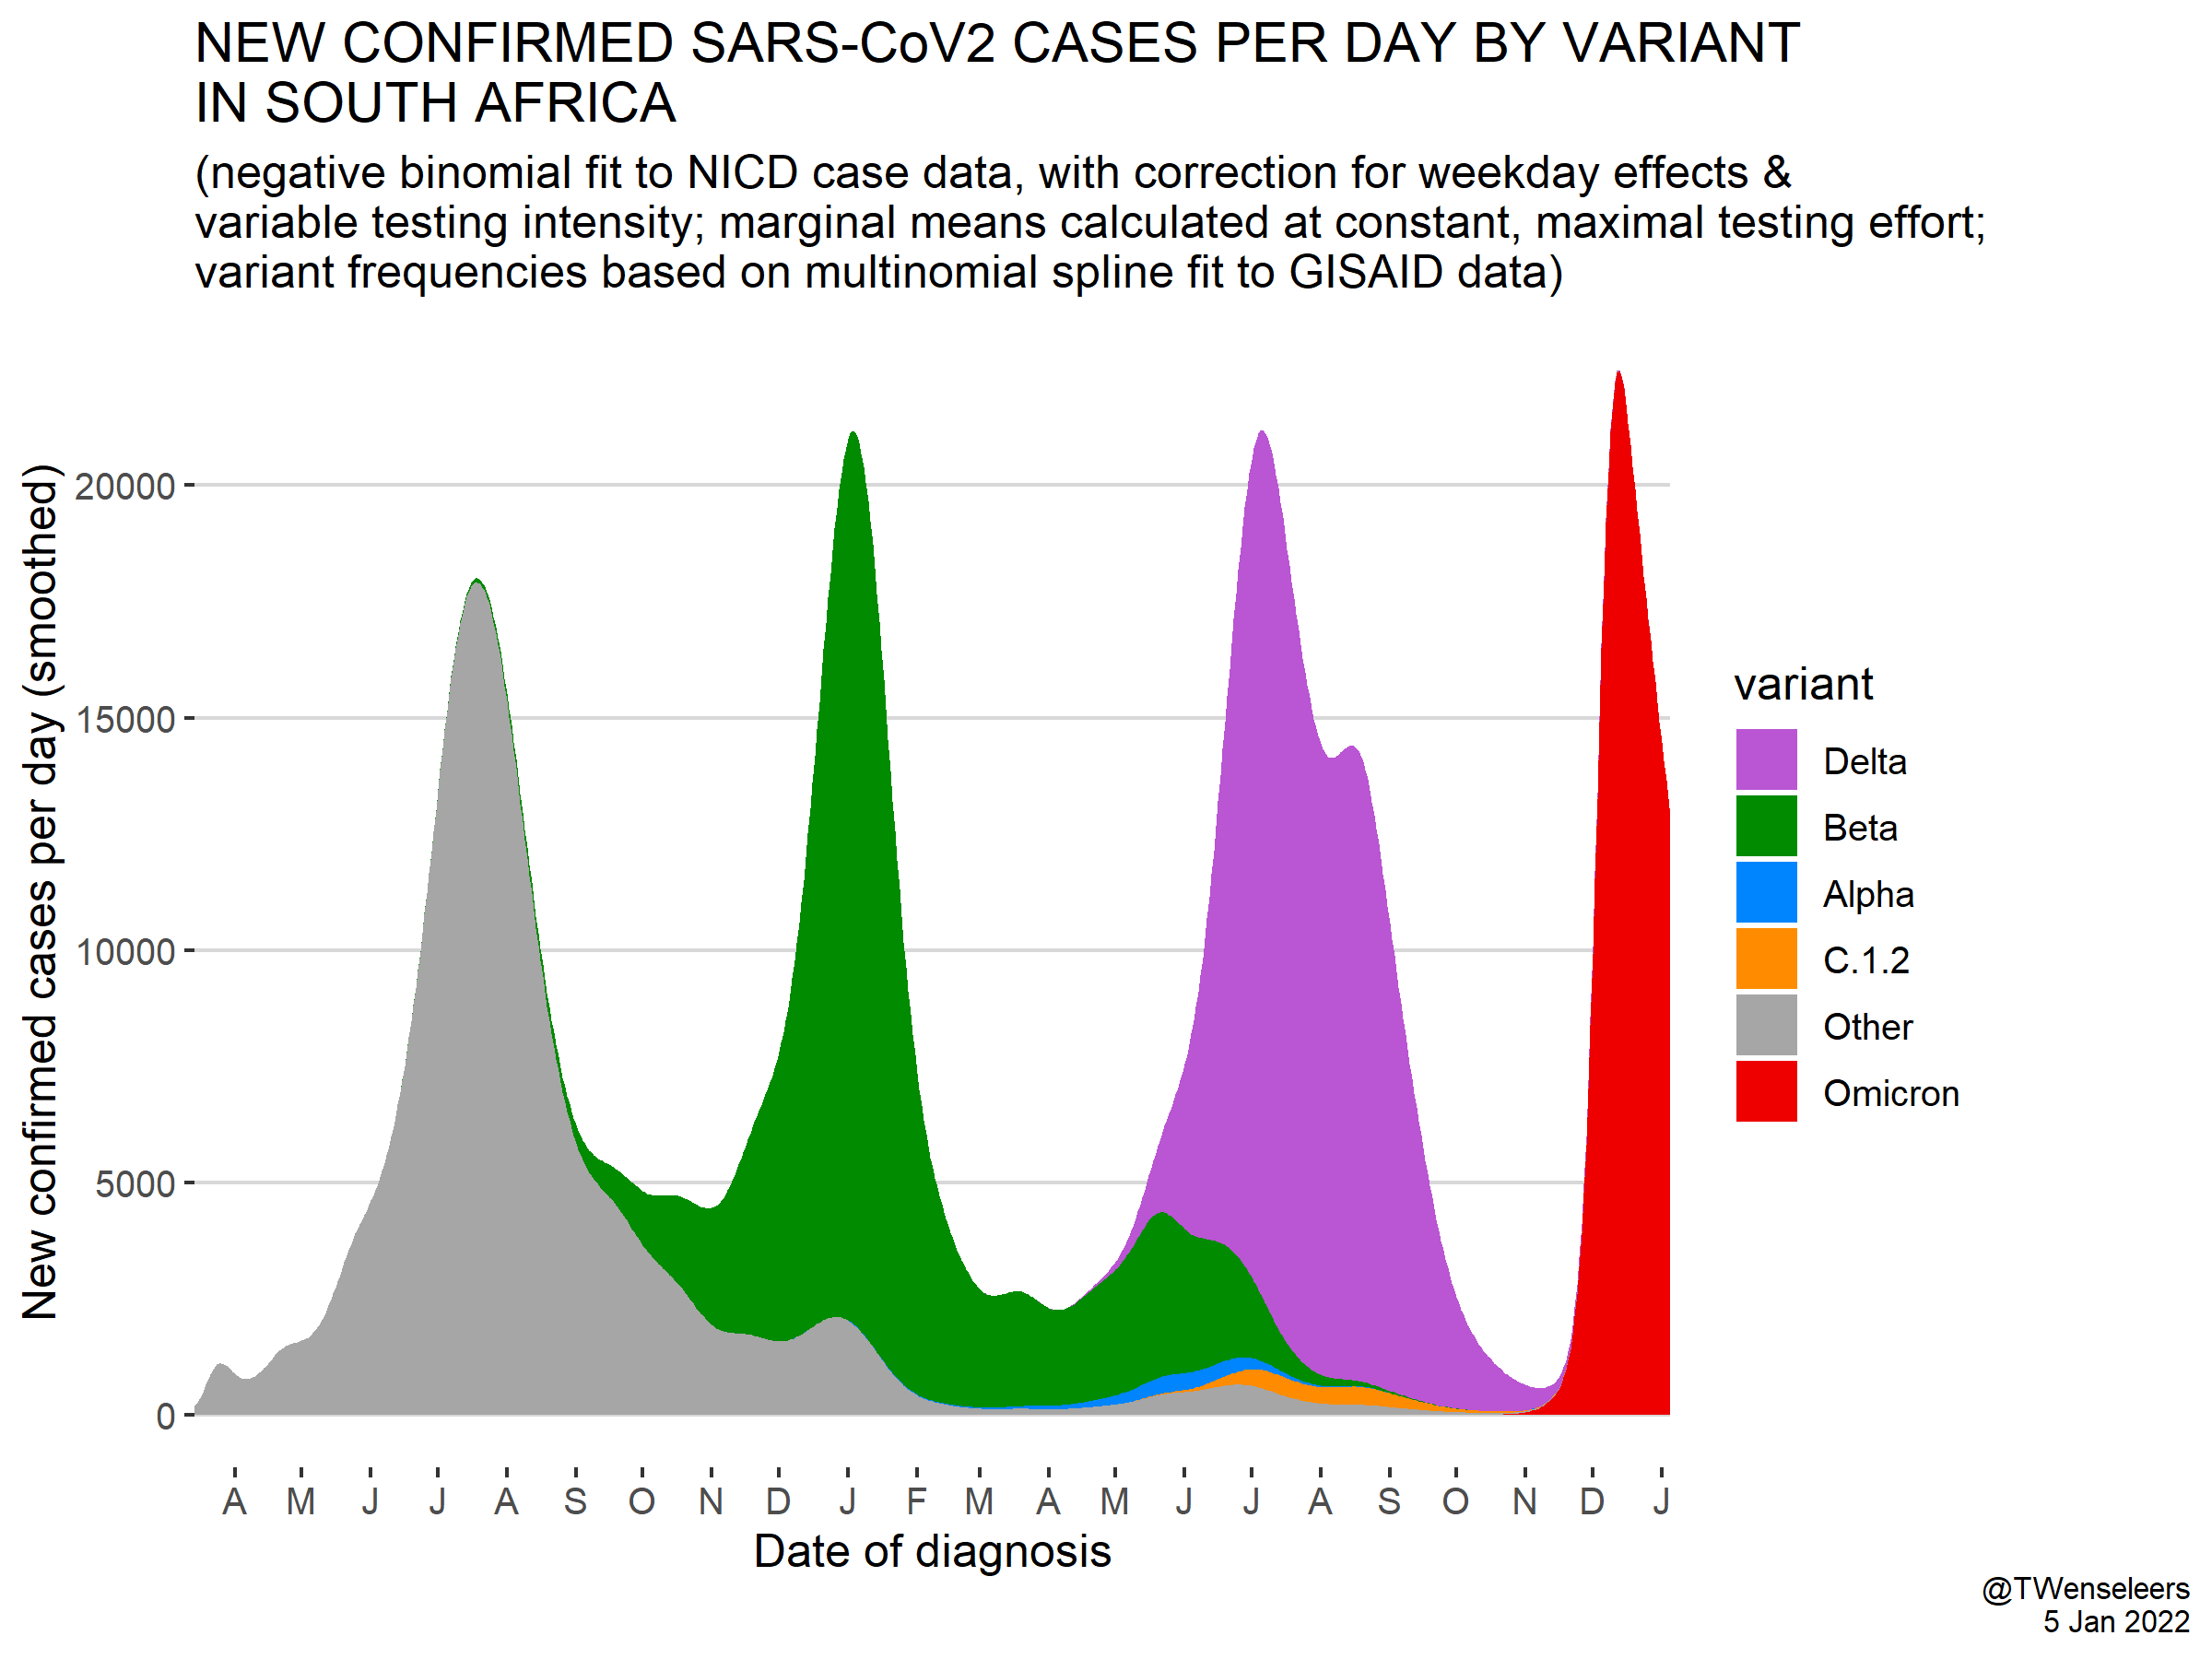 NEW CONFIRMED SARS-CoV2 CASES PER DAY BY VARIANT
IN SOUTH AFRICA
(negative binomial fit to NICD case data, with correction for weekday effects &
variable testing intensity; marginal means calculated at constant, maximal testing effort;
variant frequencies based on multinomial spline fit to GISAID data)
New confirmed cases per day (smoothed)
20000
15000
10000
5000
0
A M J J A S O N D J F M A M J J A S O N D J
Date of diagnosis
variant
Delta
Beta
Alpha
C.1.2
Other
Omicron
@TWenseleers
5 Jan 2022